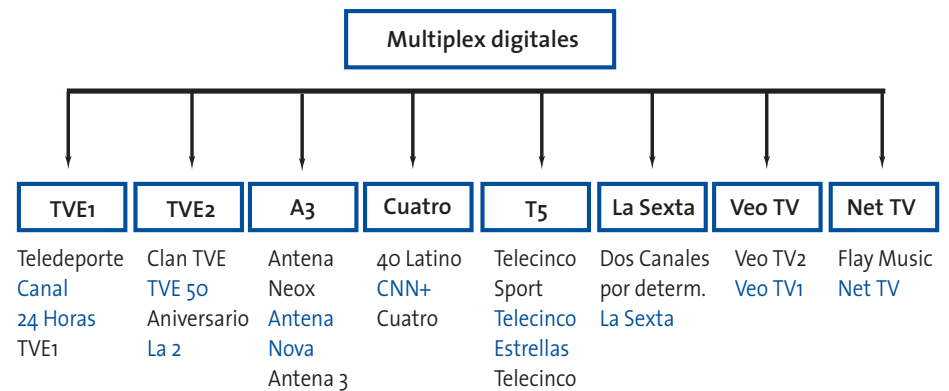 Multiplex digitales
TVE1
TVE2
A3
Cuatro
T5
La Sexta
Veo TV
Net TV
Teledeporte
Canal
24 Horas
TVE1
Clan TVE
TVE 50
Aniversario
La 2
Antena
Neox
Antena
Nova
Antena 3
40 Latino
CNN+
Cuatro
Telecinco
Sport
Telecinco
Estrellas
Telecinco
Dos Canales
por determ.
La Sexta
Veo TV2
Veo TV1
Flay Music
Net TV